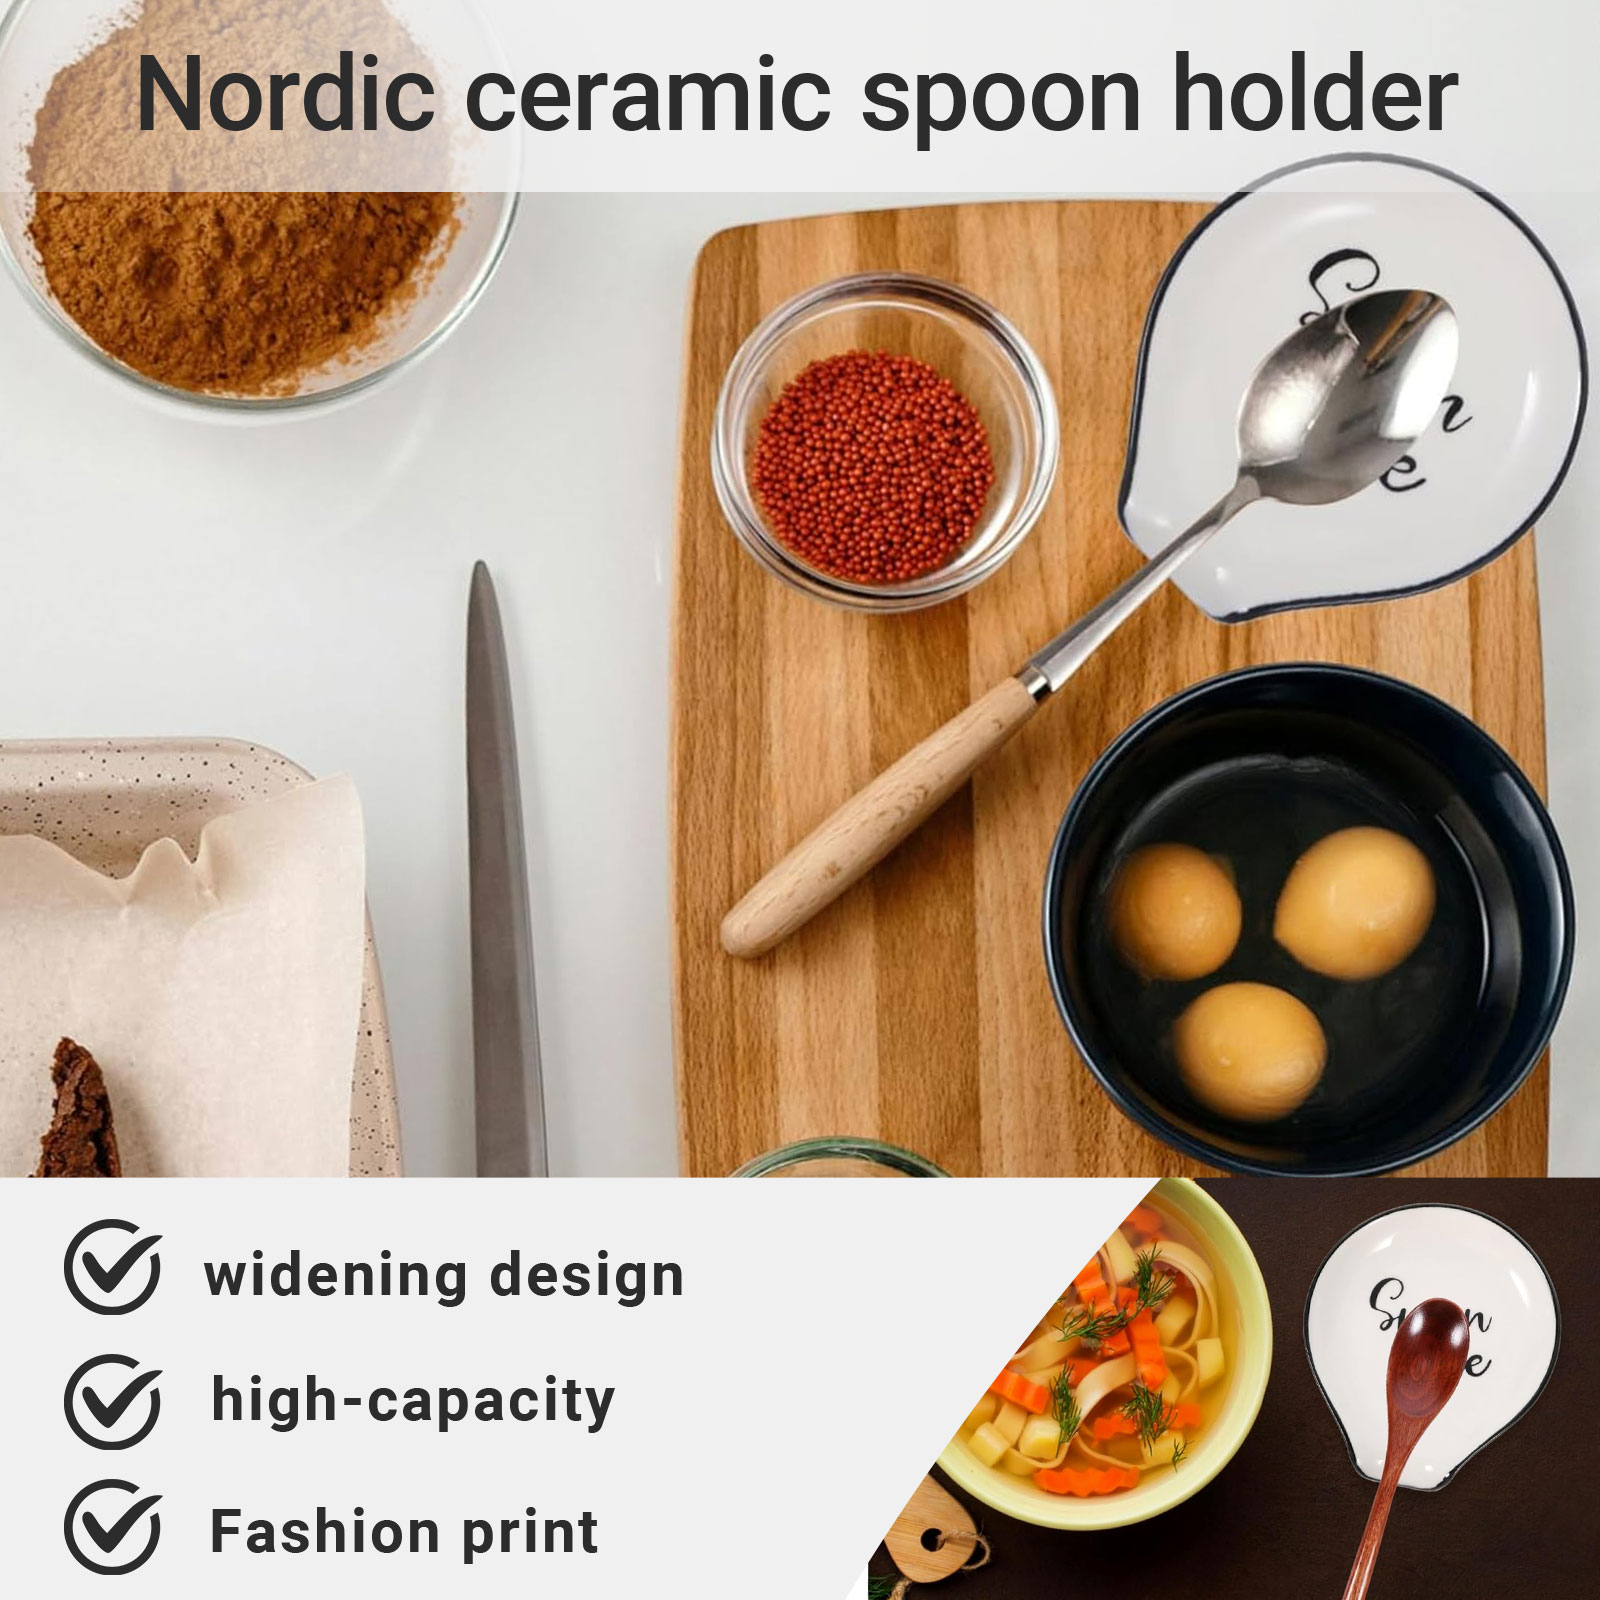 Nordic ceramic spoon holder
widening design
high-capacity
Fashion print